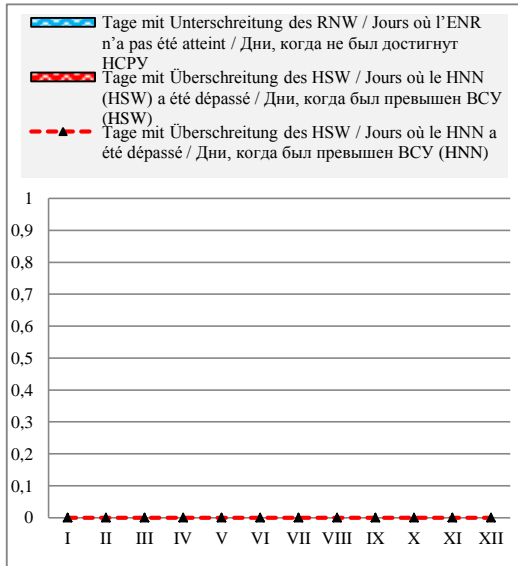 Tage mit Unterschreitung des RNW / Jours où l’ENR
n’a pas été atteint / Дни, когда не был достигнут
НСРУ
Tage mit Überschreitung des HSW / Jours où le HNN
(HSW) a été dépassé / Дни, когда был превышен ВСУ
(HSW)
Tage mit Überschreitung des HSW / Jours où le HNN a
été dépassé / Дни, когда был превышен ВСУ (HNN)
1
0,9
0,8
0,7
0,6
0,5
0,4
0,3
0,2
0,1
0
I II III IV V VI VII VIII IX X XI XII